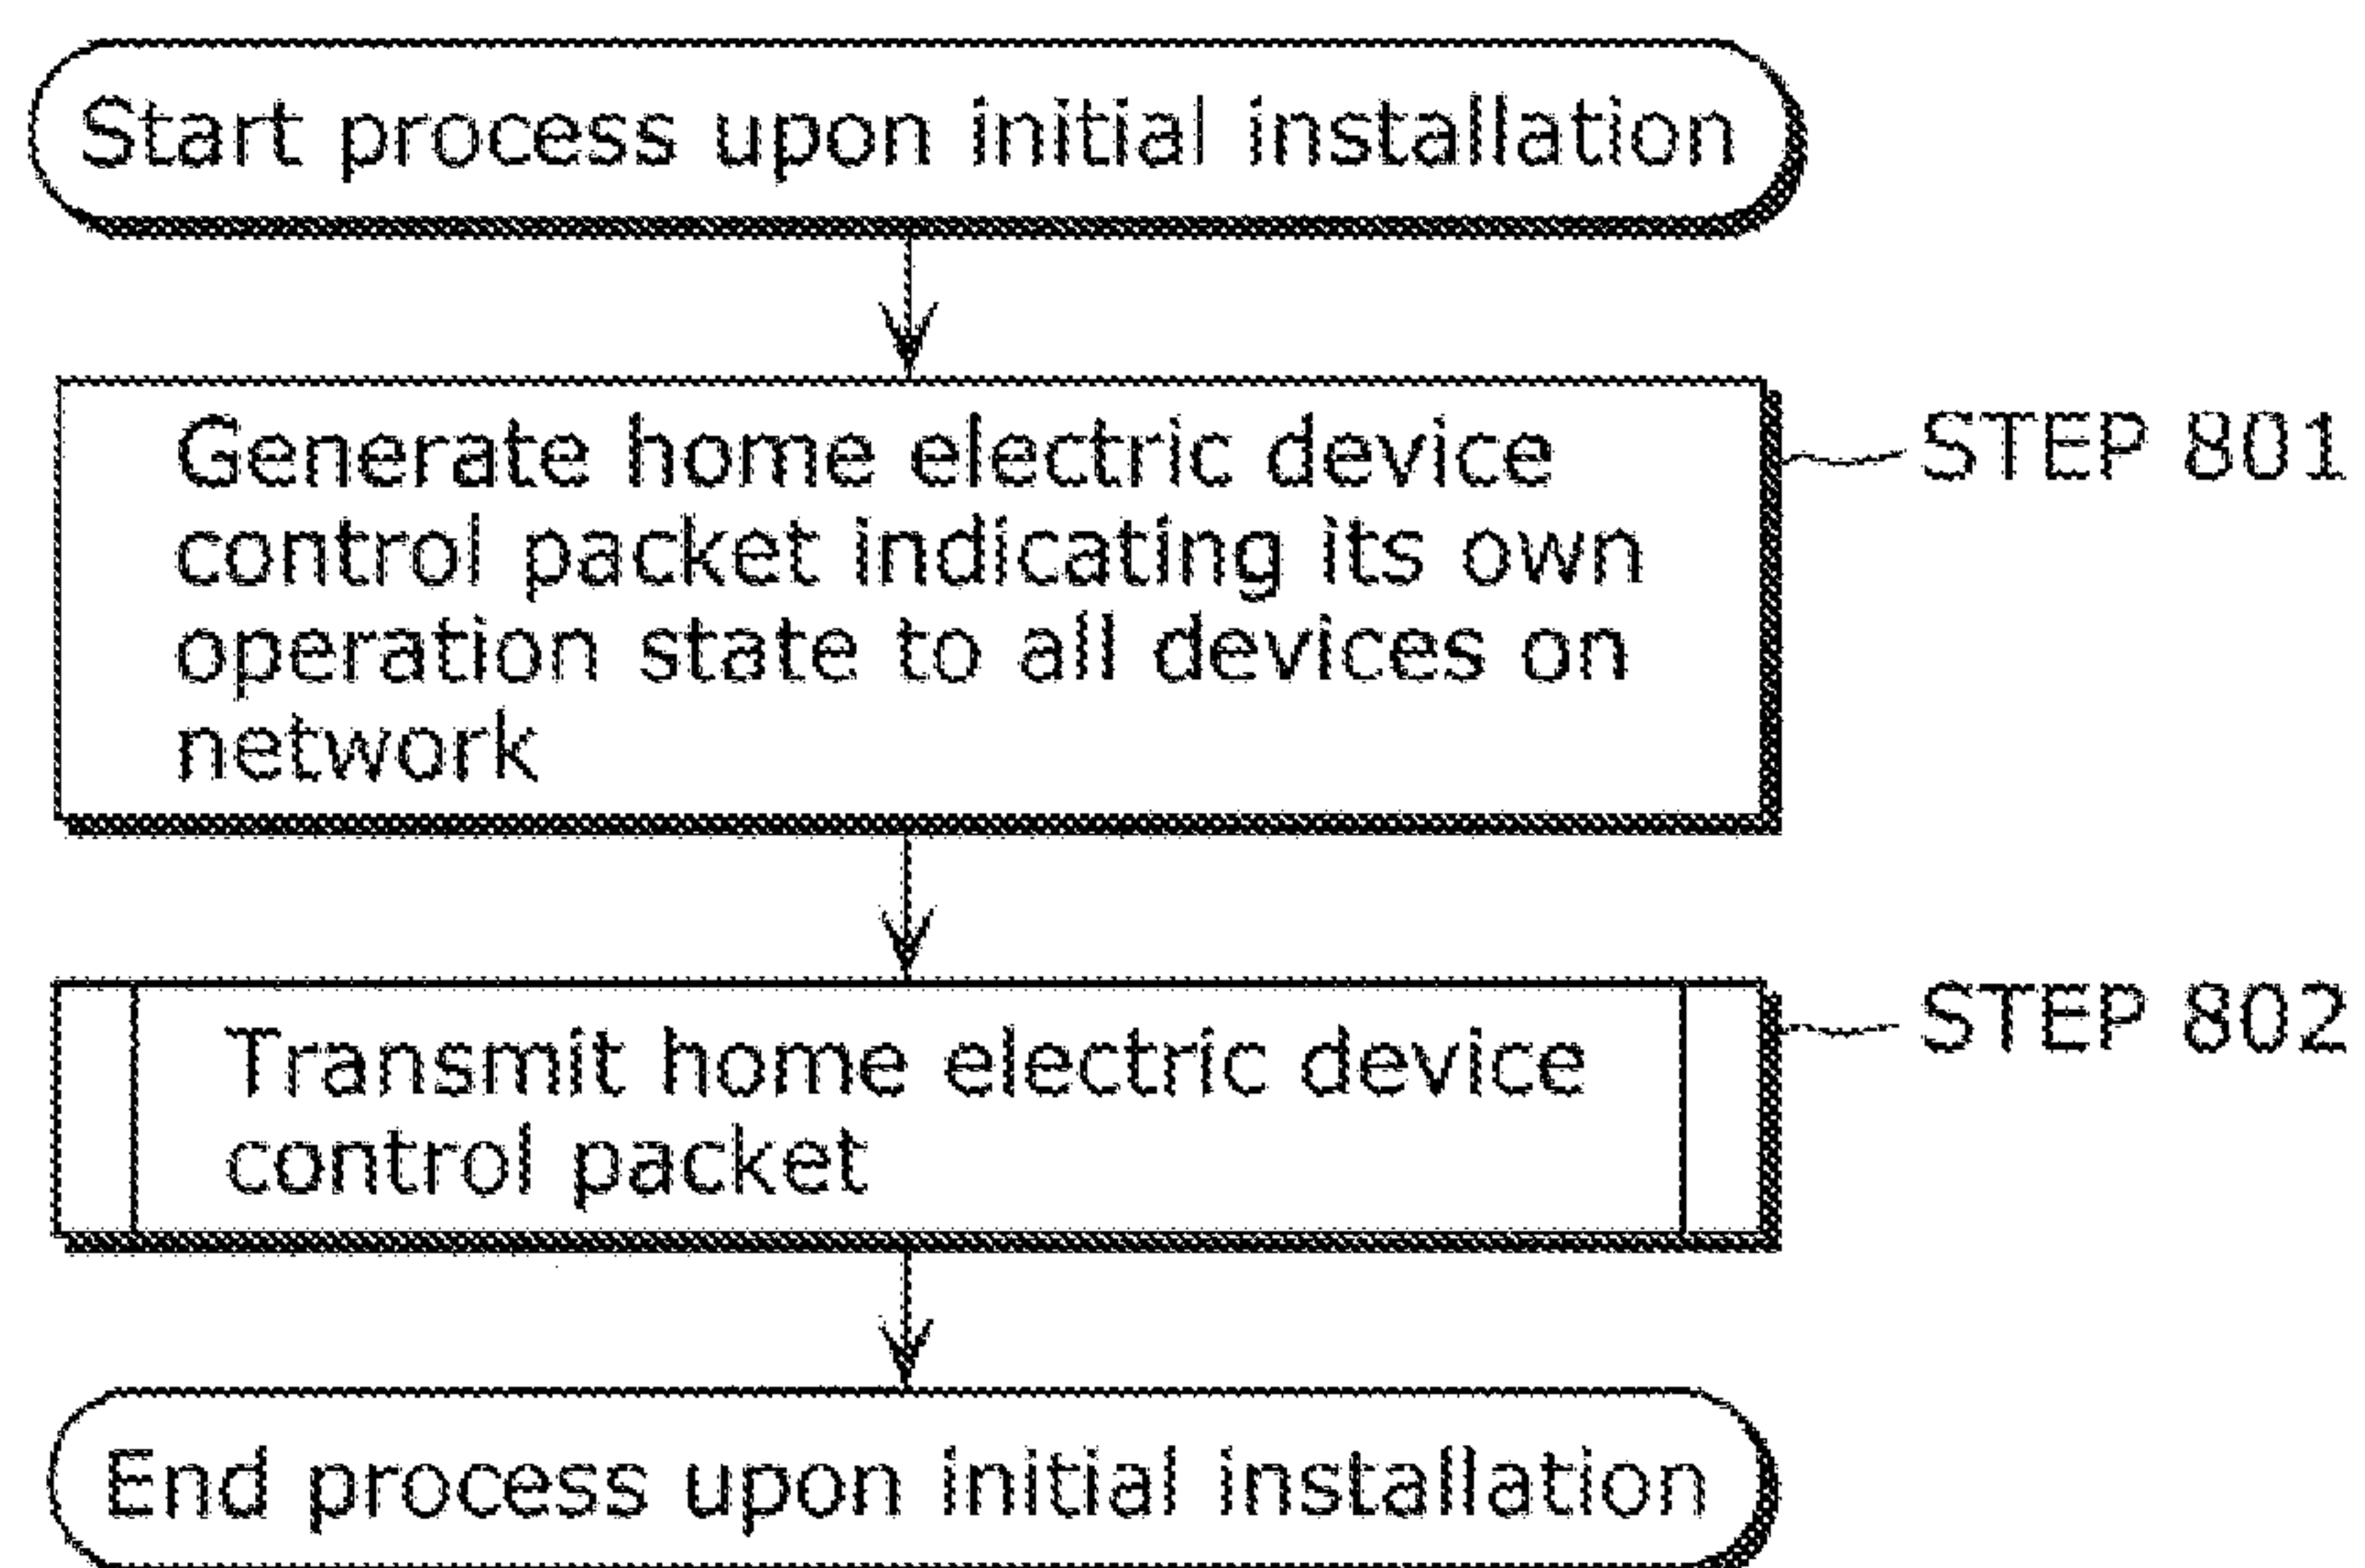 Start process upon initial installation
Generate home electric device
control packet indicating its own
operation state to all devices on
network
STEP 801
Transmit home electric device
control packet
STEP 802
End process upon initial installation